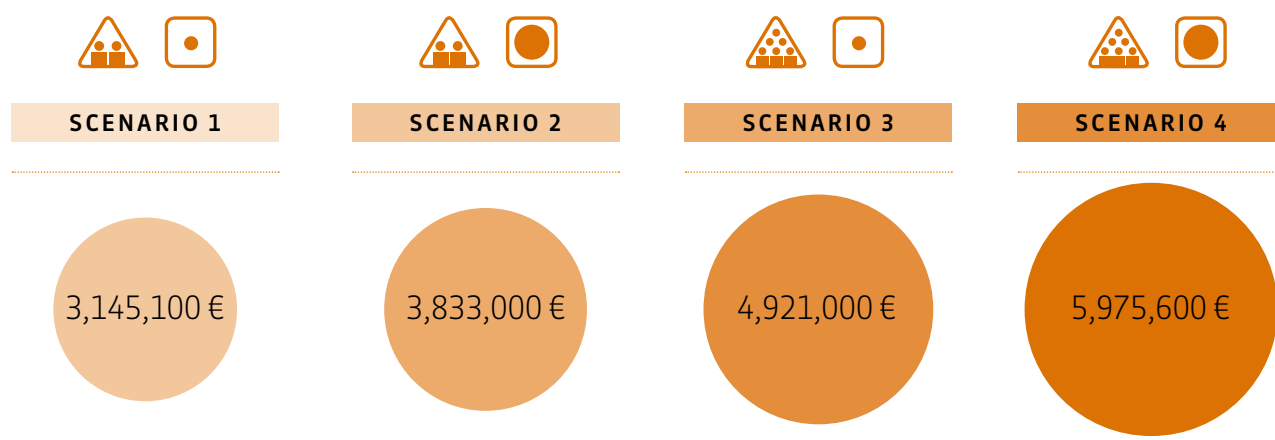 SCENARIO 1
SCENARIO 2
SCENARIO 3
SCENARIO 4
3,145,100 €
3,833,000 €
4,921,000 €
5,975,600 €